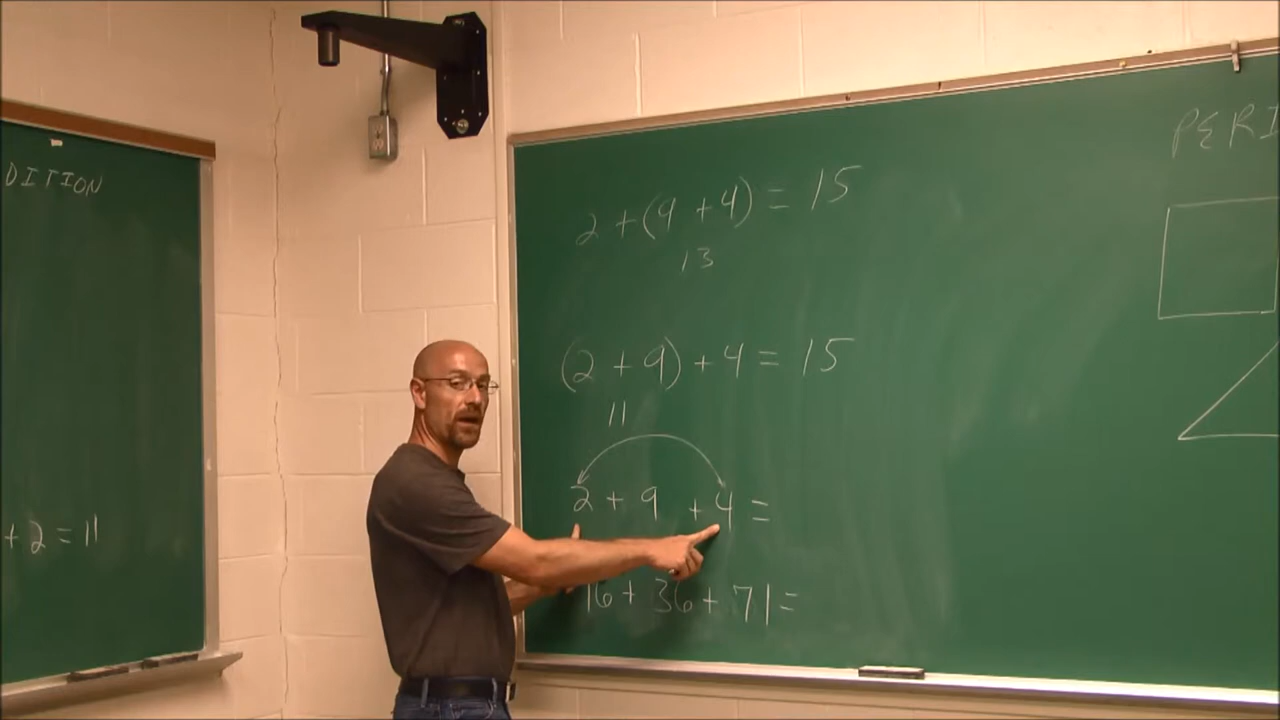 DITION
+ 2 = 11
2 + (9 + 4) = 15
13
(2 + 9) + 4 = 15
11
2 + 9 + 4 =
16 + 36 + 71 =
PERI